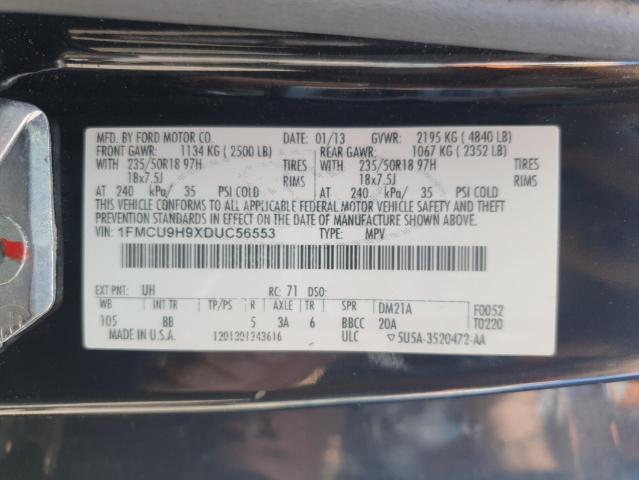 MFD. BY FORD MOTOR CO. DATE: 01/13 GVWR: 2195 KG ( 4840 LB)
FRONT GAWR: 1134 KG ( 2500 LB) REAR GAWR: 1067 KG ( 2352 LB)
WITH 235/50R18 97H TIRES WITH 235/50R18 97H TIRES
18x7.5J RIMS 18x7.5J RIMS
AT 240 kPa/ 35 PSI COLD AT 240 kPa/ 35 PSI COLD
THIS VEHICLE CONFORMS TO ALL APPLICABLE FEDERAL MOTOR VEHICLE SAFETY AND THEFT
PREVENTION STANDARDS IN EFFECT ON THE DATE OF MANUFACTURE SHOWN ABOVE.
VIN: 1FMCU9H9XDUC56553 TYPE: MPV
EXT PNT: UH RC: 71 DSO:
WB INT TR TP/PS R AXLE TR SPR DM21A F0052
105 8B 5 3A 6 BBCC 20A T0220
MADE IN U.S.A. 1201391243616 ULC ▽5U5A-3520472-AA